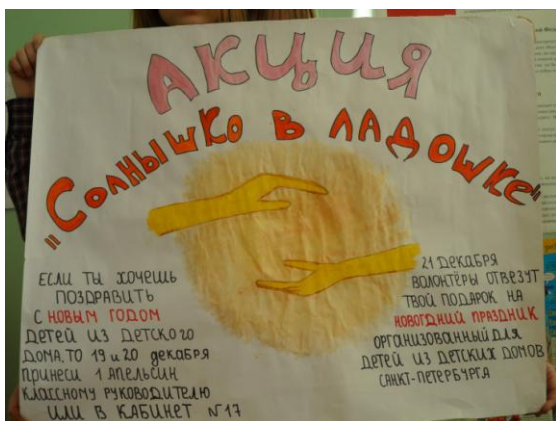 АКЦИЯ
"Солнышко в ладошке"
Если ты хочешь
поздравить
с Новым годом
детей из детского
дома, то 19 и 20 декабря
принеси 1 апельсин
классному руководителю
или в кабинет №17
21 декабря
волонтёры отвезут
твой подарок на
новогдний праздник
организованный для
детей из детских домов
Санкт-Петербурга